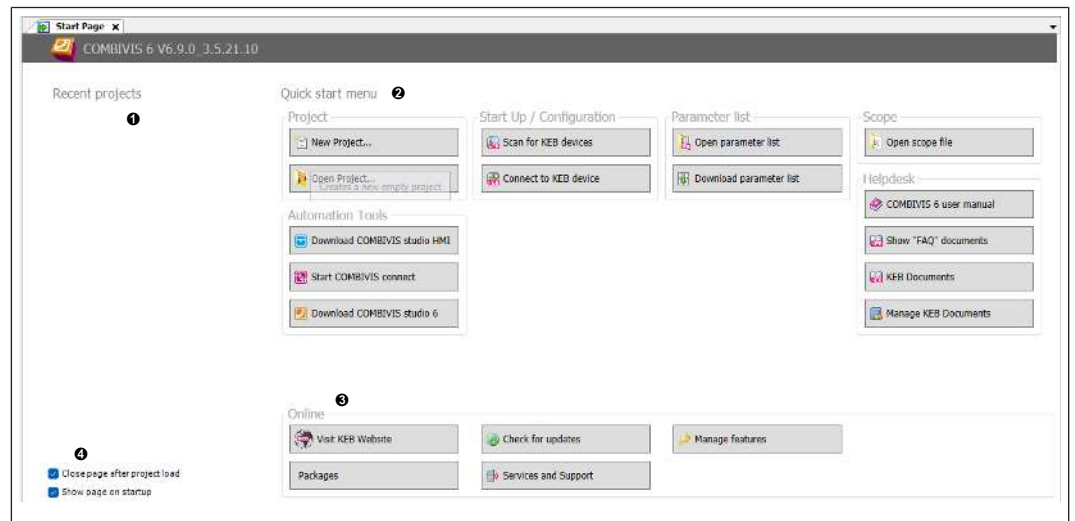 Start Page x
COMBIVIS 6 V6.9.0_3.5.21.10
Recent projects
❶
Quick start menu ❷
Project
New Project...
Open Project...
Creates a new empty project
Start Up / Configuration
Scan for KEB devices
Connect to KEB device
Parameter list
Open parameter list
Download parameter list
Scope
Open scope file
Helpdesk
COMBIVIS 6 user manual
Show "FAQ" documents
KEB Documents
Manage KEB Documents
Automation Tools
Download COMBIVIS studio HMI
Start COMBIVIS connect
Download COMBIVIS studio 6
❸
Online
Visit KEB Website
Check for updates
Manage features
Packages
Services and Support
❹
Close page after project load
Show page on startup